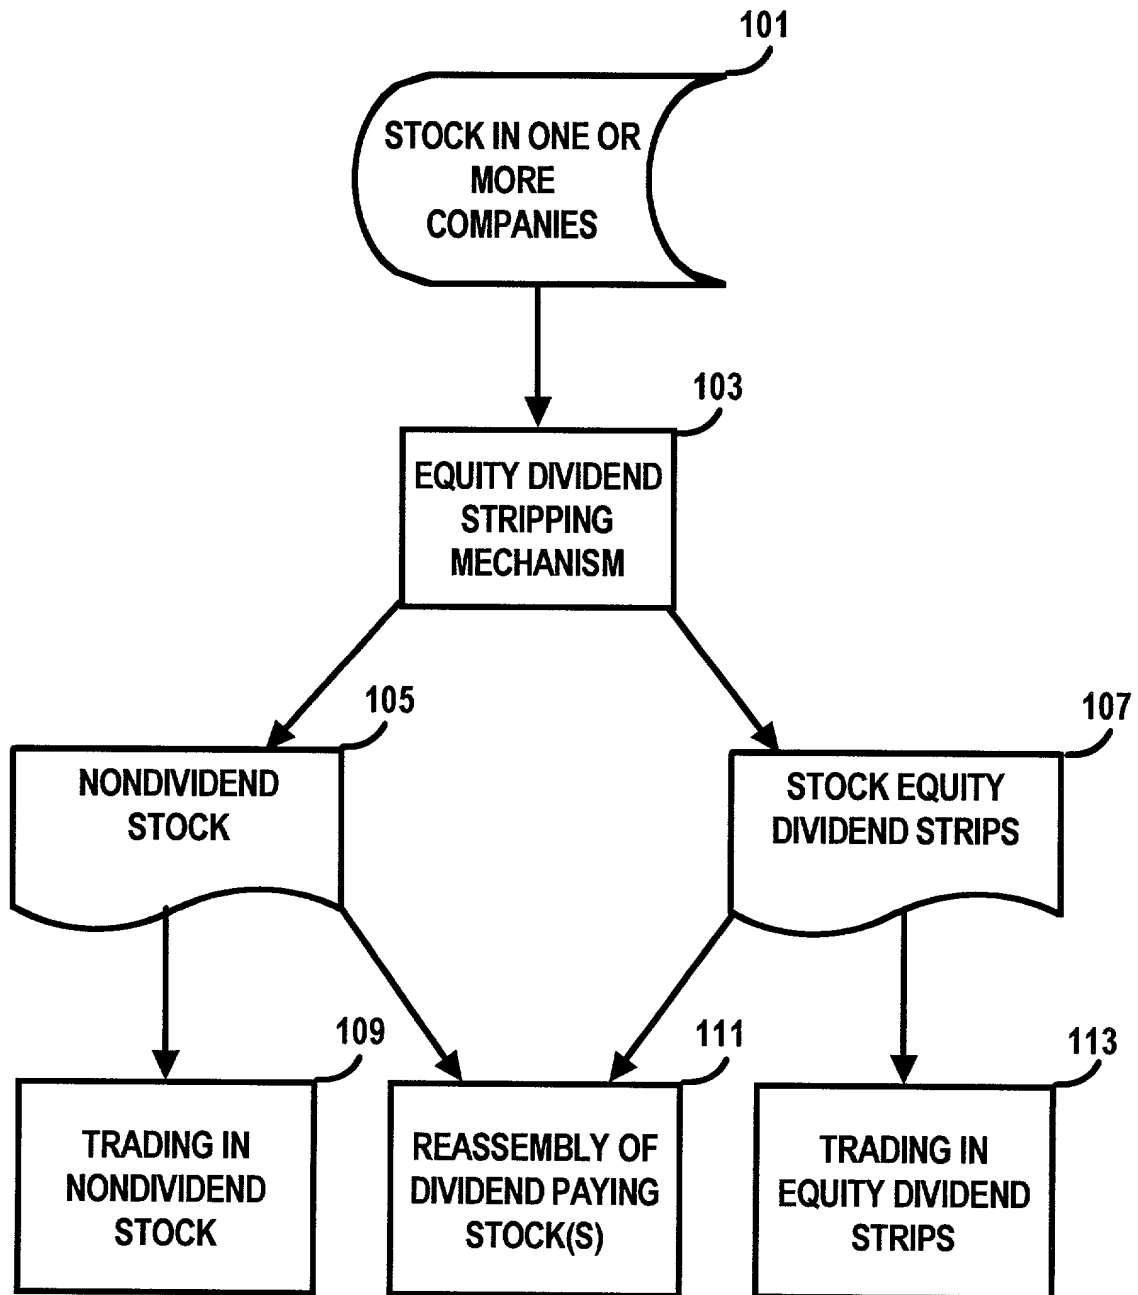 101
STOCK IN ONE OR
MORE
COMPANIES
103
EQUITY DIVIDEND
STRIPPING
MECHANISM
105
NONDIVIDEND
STOCK
107
STOCK EQUITY
DIVIDEND STRIPS
109
TRADING IN
NONDIVIDEND
STOCK
111
REASSEMBLY OF
DIVIDEND PAYING
STOCK(S)
113
TRADING IN
EQUITY DIVIDEND
STRIPS